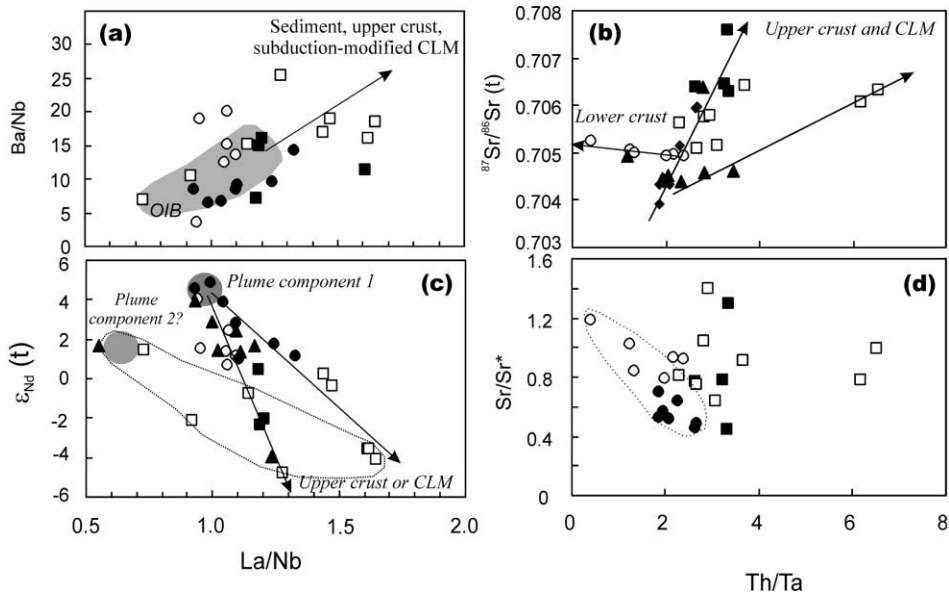 (a)
Sediment, upper crust,
subduction-modified CLM
OIB
Ba/Nb
35
30
25
20
15
10
5
0
(b)
Upper crust and CLM
Lower crust
87Sr/86Sr (t)
0.708
0.707
0.706
0.705
0.704
0.703
(c)
Plume component 1
Plume
component 2?
Upper crust or CLM
εNd (t)
6
4
2
0
-2
-4
-6
0.5
1.0
1.5
2.0
La/Nb
(d)
Sr/Sr*
1.6
1.2
0.8
0.4
0
0
2
4
6
8
Th/Ta